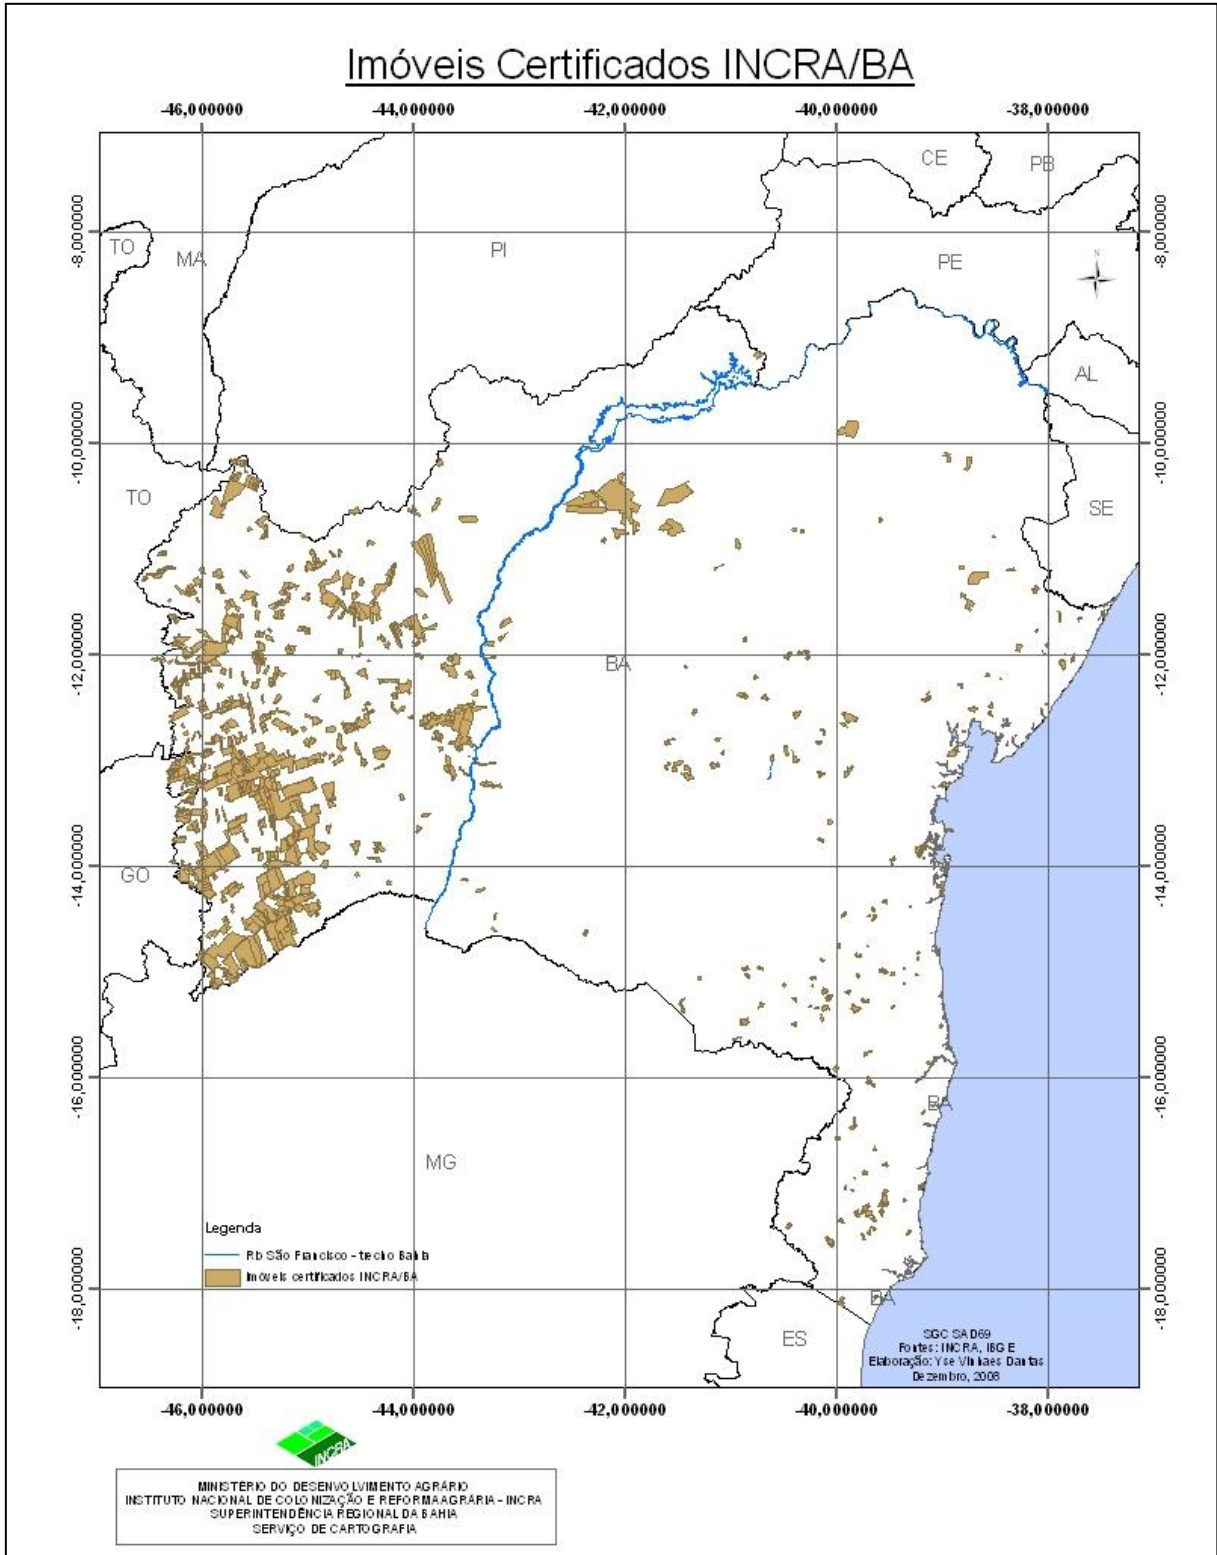 Imóveis Certificados INCRA/BA
-46,000000 -44,000000 -42,000000 -40,000000 -38,000000
CE
PB
-8,000000 -8,000000
TO
MA
PI
PE
N
AL
-10,000000 -10,000000
TO
SE
-12,000000 -12,000000
BA
-14,000000 -14,000000
GO
-16,000000 -16,000000
BA
MG
Legenda
Rio São Francisco - trecho Bahia
Imóveis certificados INCRA/BA
-18,000000 -18,000000
BA
ES
SGC SAD69
Fontes: INCRA, IBGE
Elaboração: Yse Vinhaes Dantas
Dezembro, 2008
-46,000000 -44,000000 -42,000000 -40,000000 -38,000000
INCRA
MINISTÉRIO DO DESENVOLVIMENTO AGRÁRIO
INSTITUTO NACIONAL DE COLONIZAÇÃO E REFORMA AGRÁRIA - INCRA
SUPERINTENDÊNCIA REGIONAL DA BAHIA
SERVIÇO DE CARTOGRAFIA